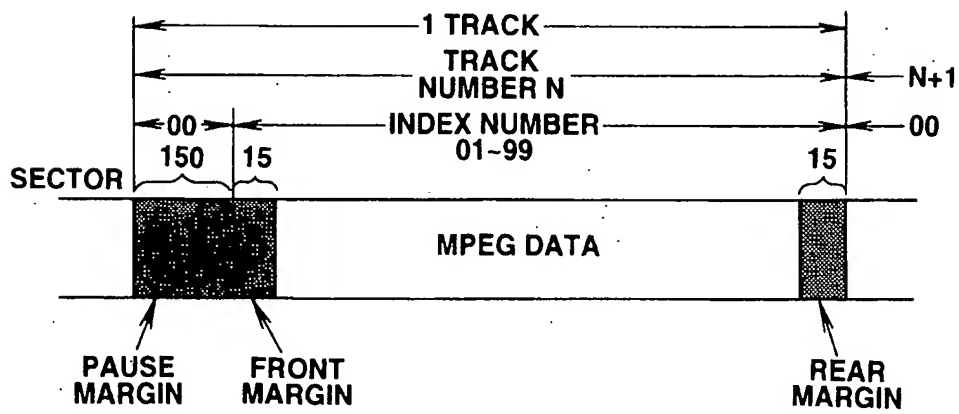 1 TRACK
TRACK
NUMBER N
N+1
00
INDEX NUMBER
01~99
00
150
15
15
SECTOR
MPEG DATA
PAUSE
MARGIN
FRONT
MARGIN
REAR
MARGIN